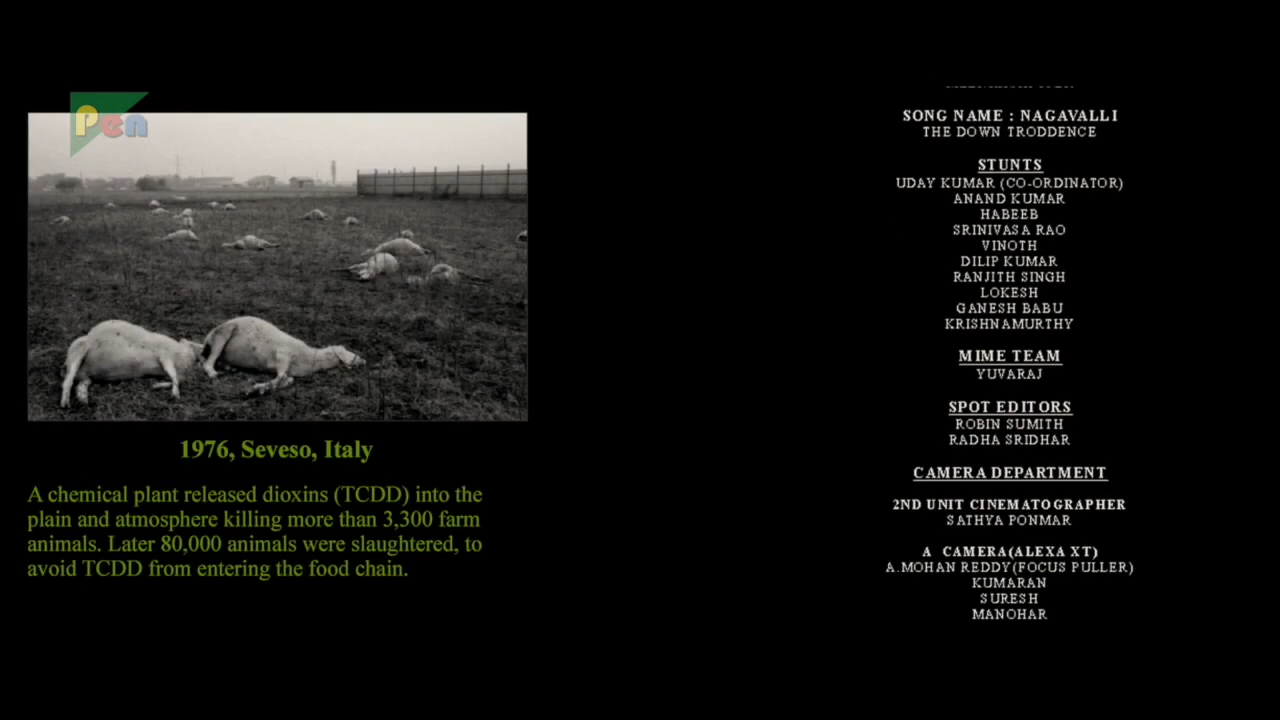 Pen
1976, Seveso, Italy
A chemical plant released dioxins (TCDD) into the
plain and atmosphere killing more than 3,300 farm
animals. Later 80,000 animals were slaughtered, to
avoid TCDD from entering the food chain.
SONG NAME : NAGAVALLI
THE DOWN TRODDENCE
STUNTS
UDAY KUMAR (CO-ORDINATOR)
ANAND KUMAR
HABEEB
SRINIVASA RAO
VINOTH
DILIP KUMAR
RANJITH SINGH
LOKESH
GANESH BABU
KRISHNAMURTHY
MIME TEAM
YUVARAJ
SPOT EDITORS
ROBIN SUMITH
RADHA SRIDHAR
CAMERA DEPARTMENT
2ND UNIT CINEMATOGRAPHER
SATHYA PONMAR
A CAMERA(ALEXA XT)
A.MOHAN REDDY(FOCUS PULLER)
KUMARAN
SURESH
MANOHAR